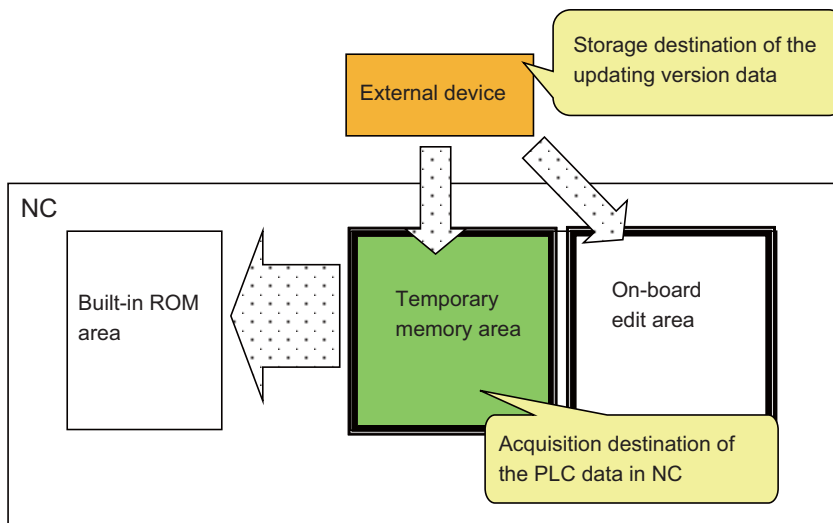 Storage destination of the
updating version data
External device
NC
Built-in ROM
area
Temporary
memory area
On-board
edit area
Acquisition destination of
the PLC data in NC